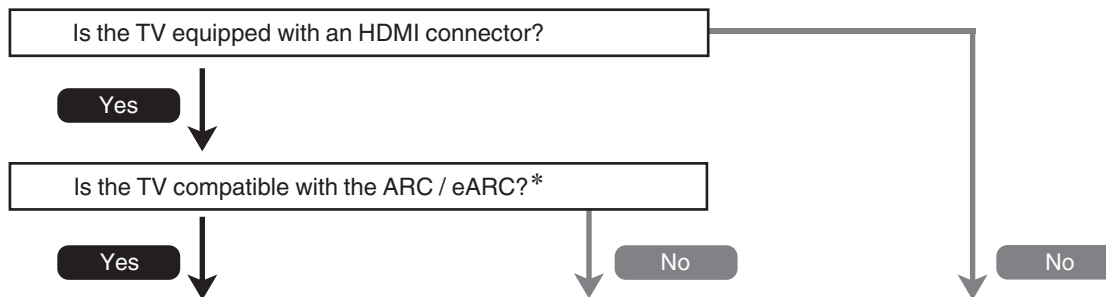 Is the TV equipped with an HDMI connector?
Yes
Is the TV compatible with the ARC / eARC?*
Yes
No
No